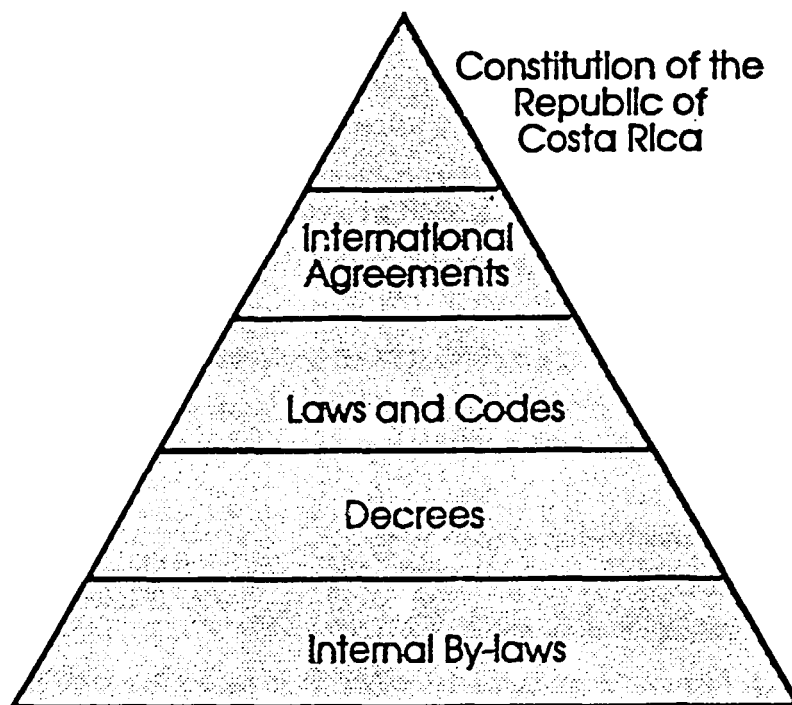 Constitution of the
Republic of
Costa Rica
International
Agreements
Laws and Codes
Decrees
Internal By-laws